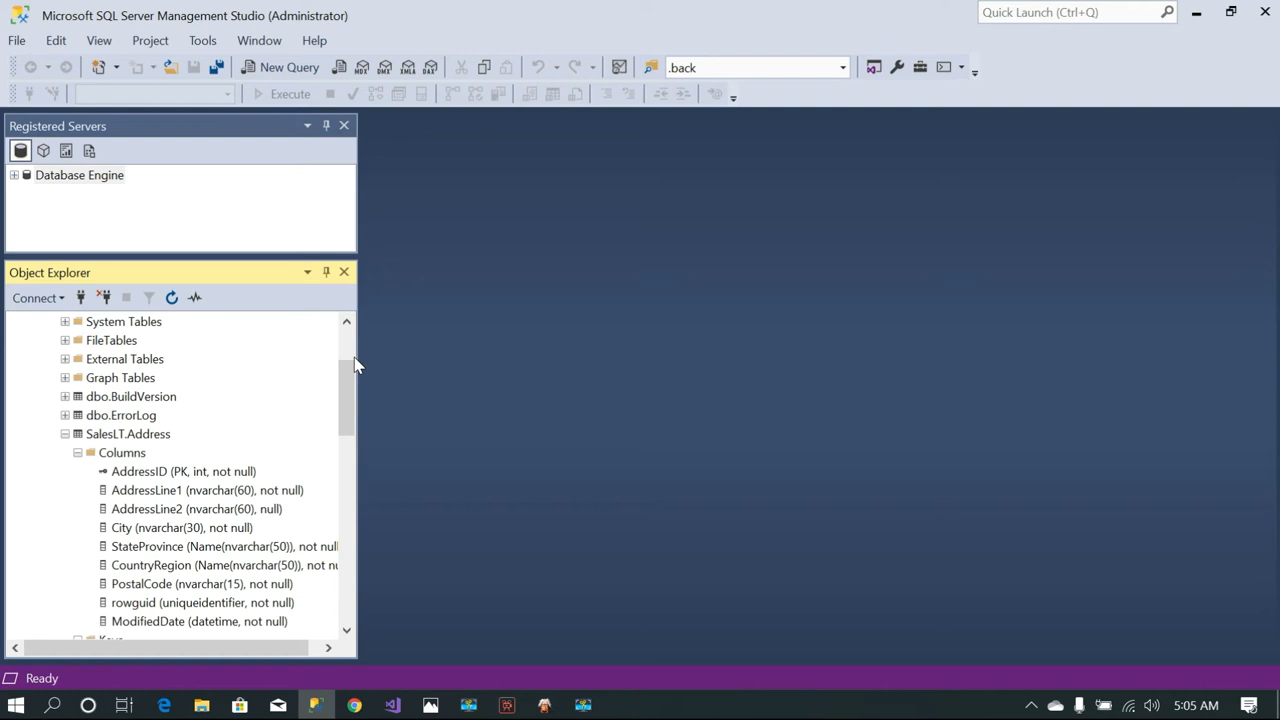 Microsoft SQL Server Management Studio (Administrator)
Quick Launch (Ctrl+Q)
File Edit View Project Tools Window Help
New Query
MDX DMX XMLA DAX
.back
Execute
Registered Servers
Database Engine
Object Explorer
Connect
System Tables
FileTables
External Tables
Graph Tables
dbo.BuildVersion
dbo.ErrorLog
SalesLT.Address
Columns
AddressID (PK, int, not null)
AddressLine1 (nvarchar(60), not null)
AddressLine2 (nvarchar(60), null)
City (nvarchar(30), not null)
StateProvince (Name(nvarchar(50)), not null
CountryRegion (Name(nvarchar(50)), not nu
PostalCode (nvarchar(15), not null)
rowguid (uniqueidentifier, not null)
ModifiedDate (datetime, not null)
Ready
5:05 AM